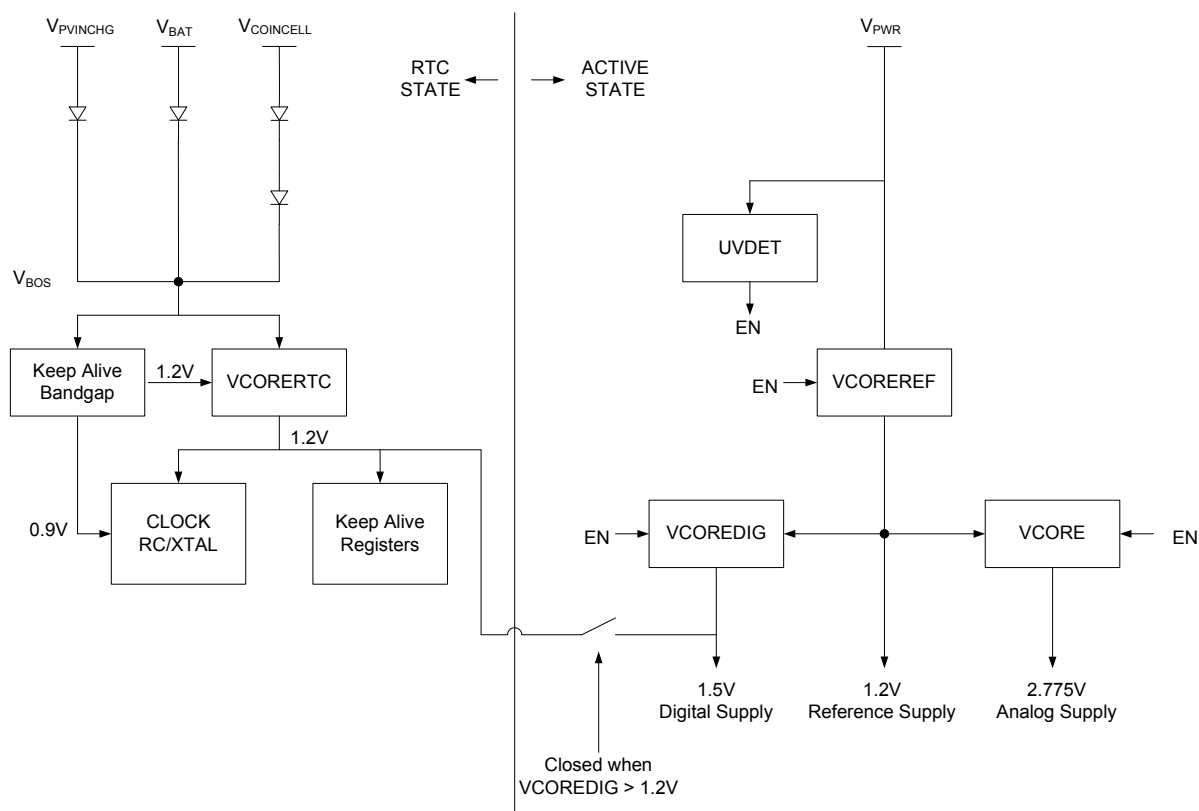 VPVINCHG
VBAT
VCOINCELL
VPWR
RTC
STATE
ACTIVE
STATE
UVDET
EN
VBOS
Keep Alive
Bandgap
1.2V
VCORERTC
EN
VCOREREF
1.2V
0.9V
CLOCK
RC/XTAL
Keep Alive
Registers
EN
VCOREDIG
VCORE
EN
1.5V
Digital Supply
1.2V
Reference Supply
2.775V
Analog Supply
Closed when
VCOREDIG > 1.2V